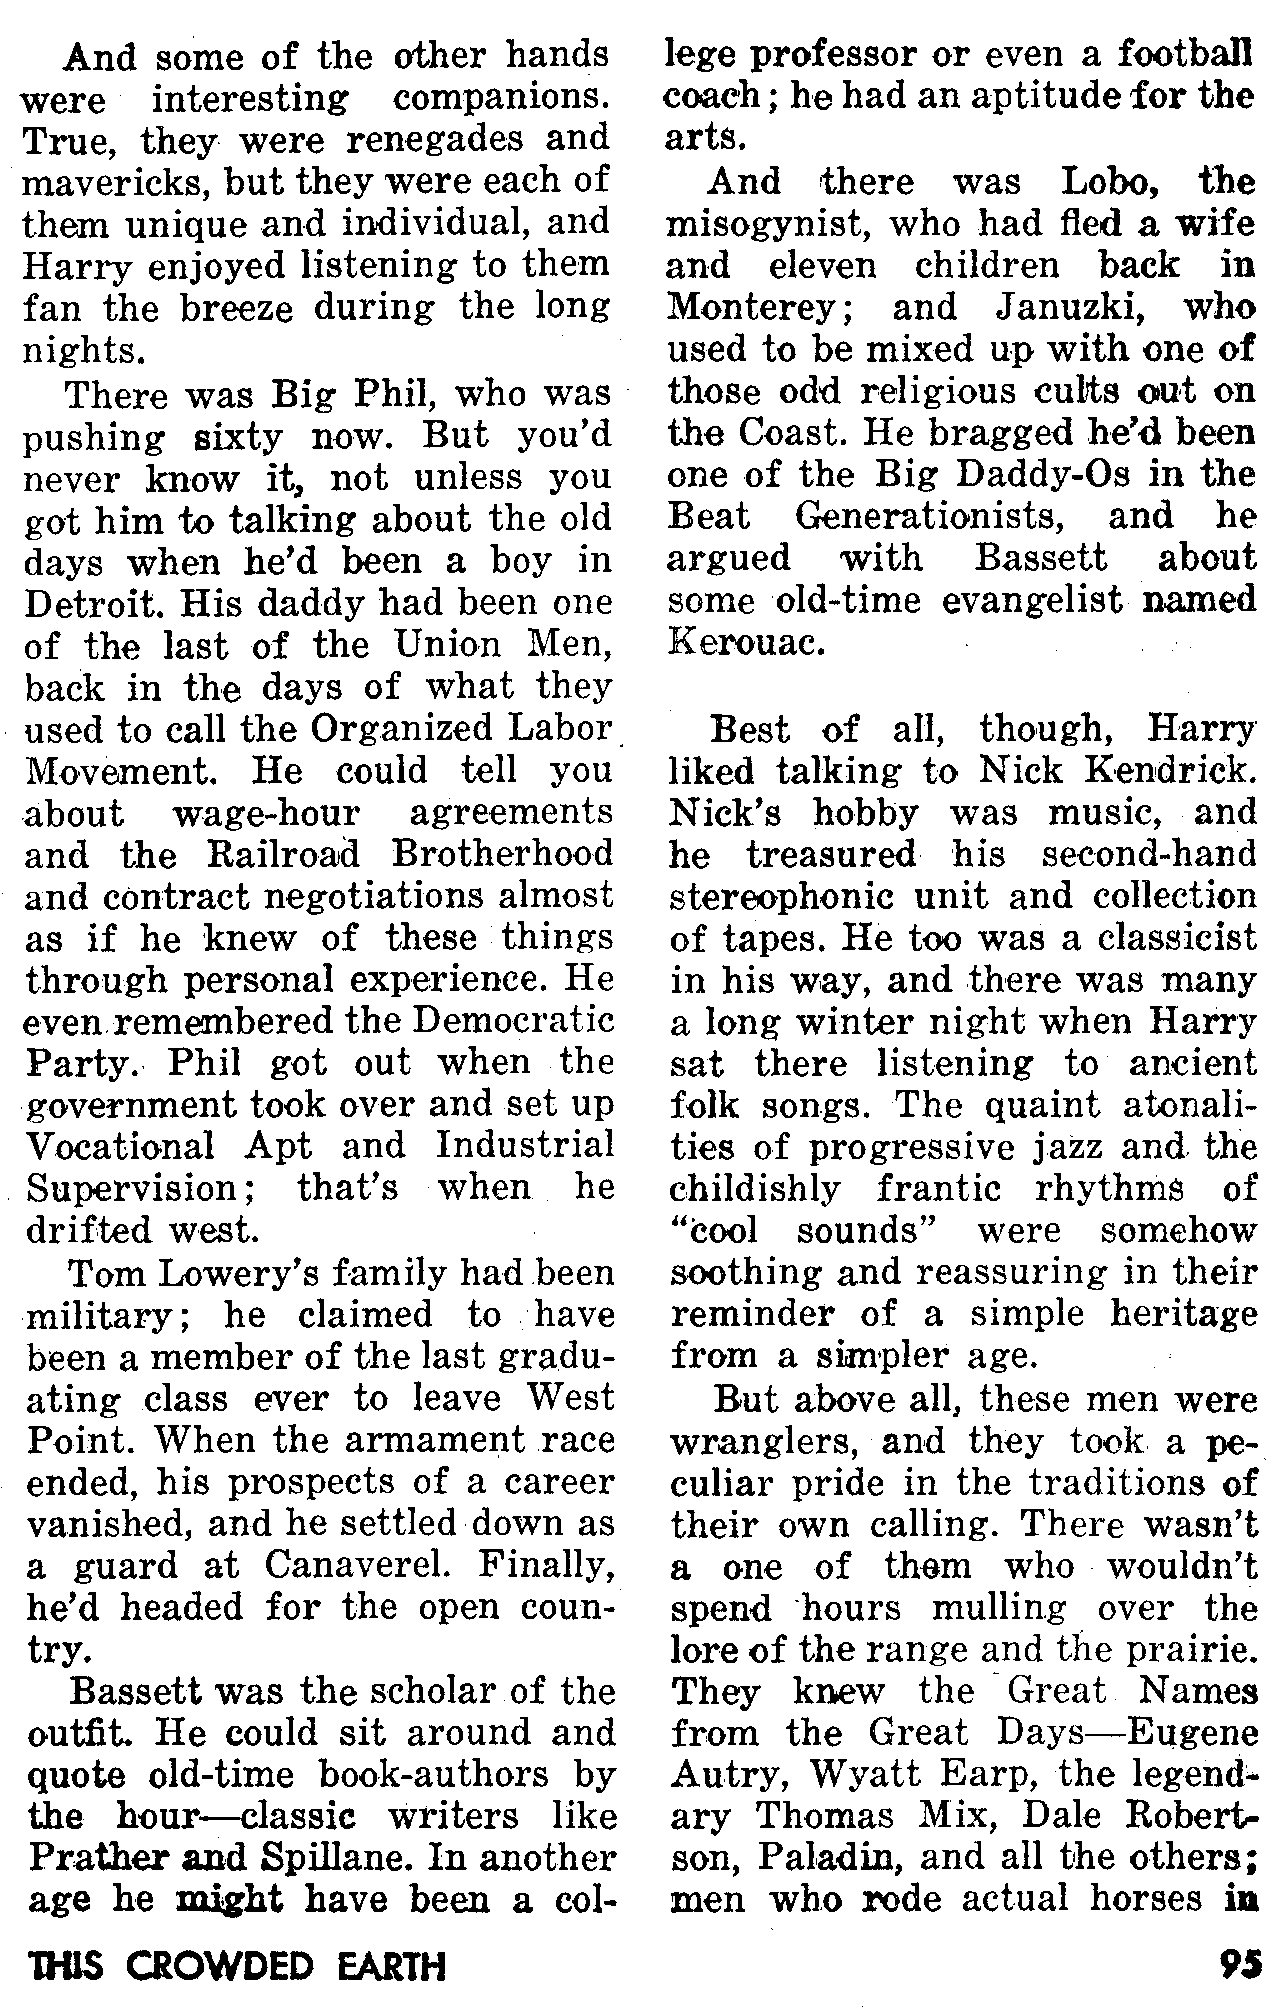 And some of the other hands
were interesting companions.
True, they were renegades and
mavericks, but they were each of
them unique and individual, and
Harry enjoyed listening to them
fan the breeze during the long
nights.
There was Big Phil, who was
pushing sixty now. But you'd
never know it, not unless you
got him to talking about the old
days when he'd been a boy in
Detroit. His daddy had been one
of the last of the Union Men,
back in the days of what they
used to call the Organized Labor
Movement. He could tell you
about wage-hour agreements
and the Railroad Brotherhood
and contract negotiations almost
as if he knew of these things
through personal experience. He
even remembered the Democratic
Party. Phil got out when the
government took over and set up
Vocational Apt and Industrial
Supervision; that's when he
drifted west.
Tom Lowery's family had been
military; he claimed to have
been a member of the last gradu-
ating class ever to leave West
Point. When the armament race
ended, his prospects of a career
vanished, and he settled down as
a guard at Canaverel. Finally,
he'd headed for the open coun-
try.
Bassett was the scholar of the
outfit. He could sit around and
quote old-time book-authors by
the hour—classic writers like
Prather and Spillane. In another
age he might have been a col-
lege professor or even a football
coach; he had an aptitude for the
arts.
And there was Lobo, the
misogynist, who had fled a wife
and eleven children back in
Monterey; and Januzki, who
used to be mixed up with one of
those odd religious cults out on
the Coast. He bragged he'd been
one of the Big Daddy-Os in the
Beat Generationists, and he
argued with Bassett about
some old-time evangelist named
Kerouac.
Best of all, though, Harry
liked talking to Nick Kendrick.
Nick's hobby was music, and
he treasured his second-hand
stereophonic unit and collection
of tapes. He too was a classicist
in his way, and there was many
a long winter night when Harry
sat there listening to ancient
folk songs. The quaint atonali-
ties of progressive jazz and the
childishly frantic rhythms of
"cool sounds" were somehow
soothing and reassuring in their
reminder of a simple heritage
from a simpler age.
But above all, these men were
wranglers, and they took a pe-
culiar pride in the traditions of
their own calling. There wasn't
a one of them who wouldn't
spend hours mulling over the
lore of the range and the prairie.
They knew the Great Names
from the Great Days—Eugene
Autry, Wyatt Earp, the legend-
ary Thomas Mix, Dale Robert-
son, Paladin, and all the others;
men who rode actual horses in
THIS CROWDED EARTH
95